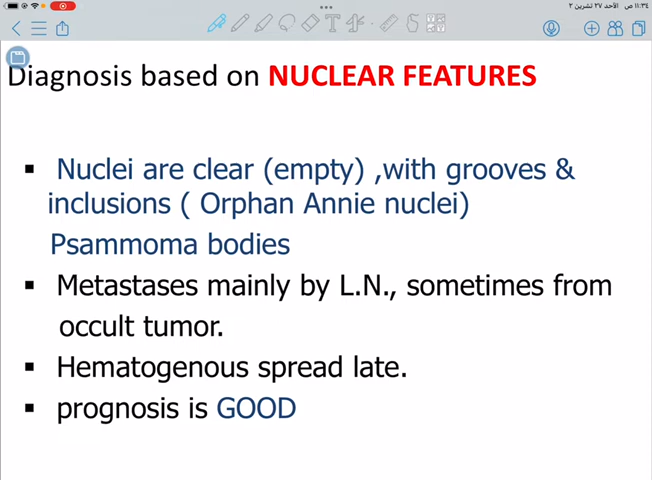 ١١:٣٤ ص الأحد ٢٧ تشرين ٢
Diagnosis based on NUCLEAR FEATURES
▪ Nuclei are clear (empty) ,with grooves &
inclusions ( Orphan Annie nuclei)
Psammoma bodies
▪ Metastases mainly by L.N., sometimes from
occult tumor.
▪ Hematogenous spread late.
▪ prognosis is GOOD